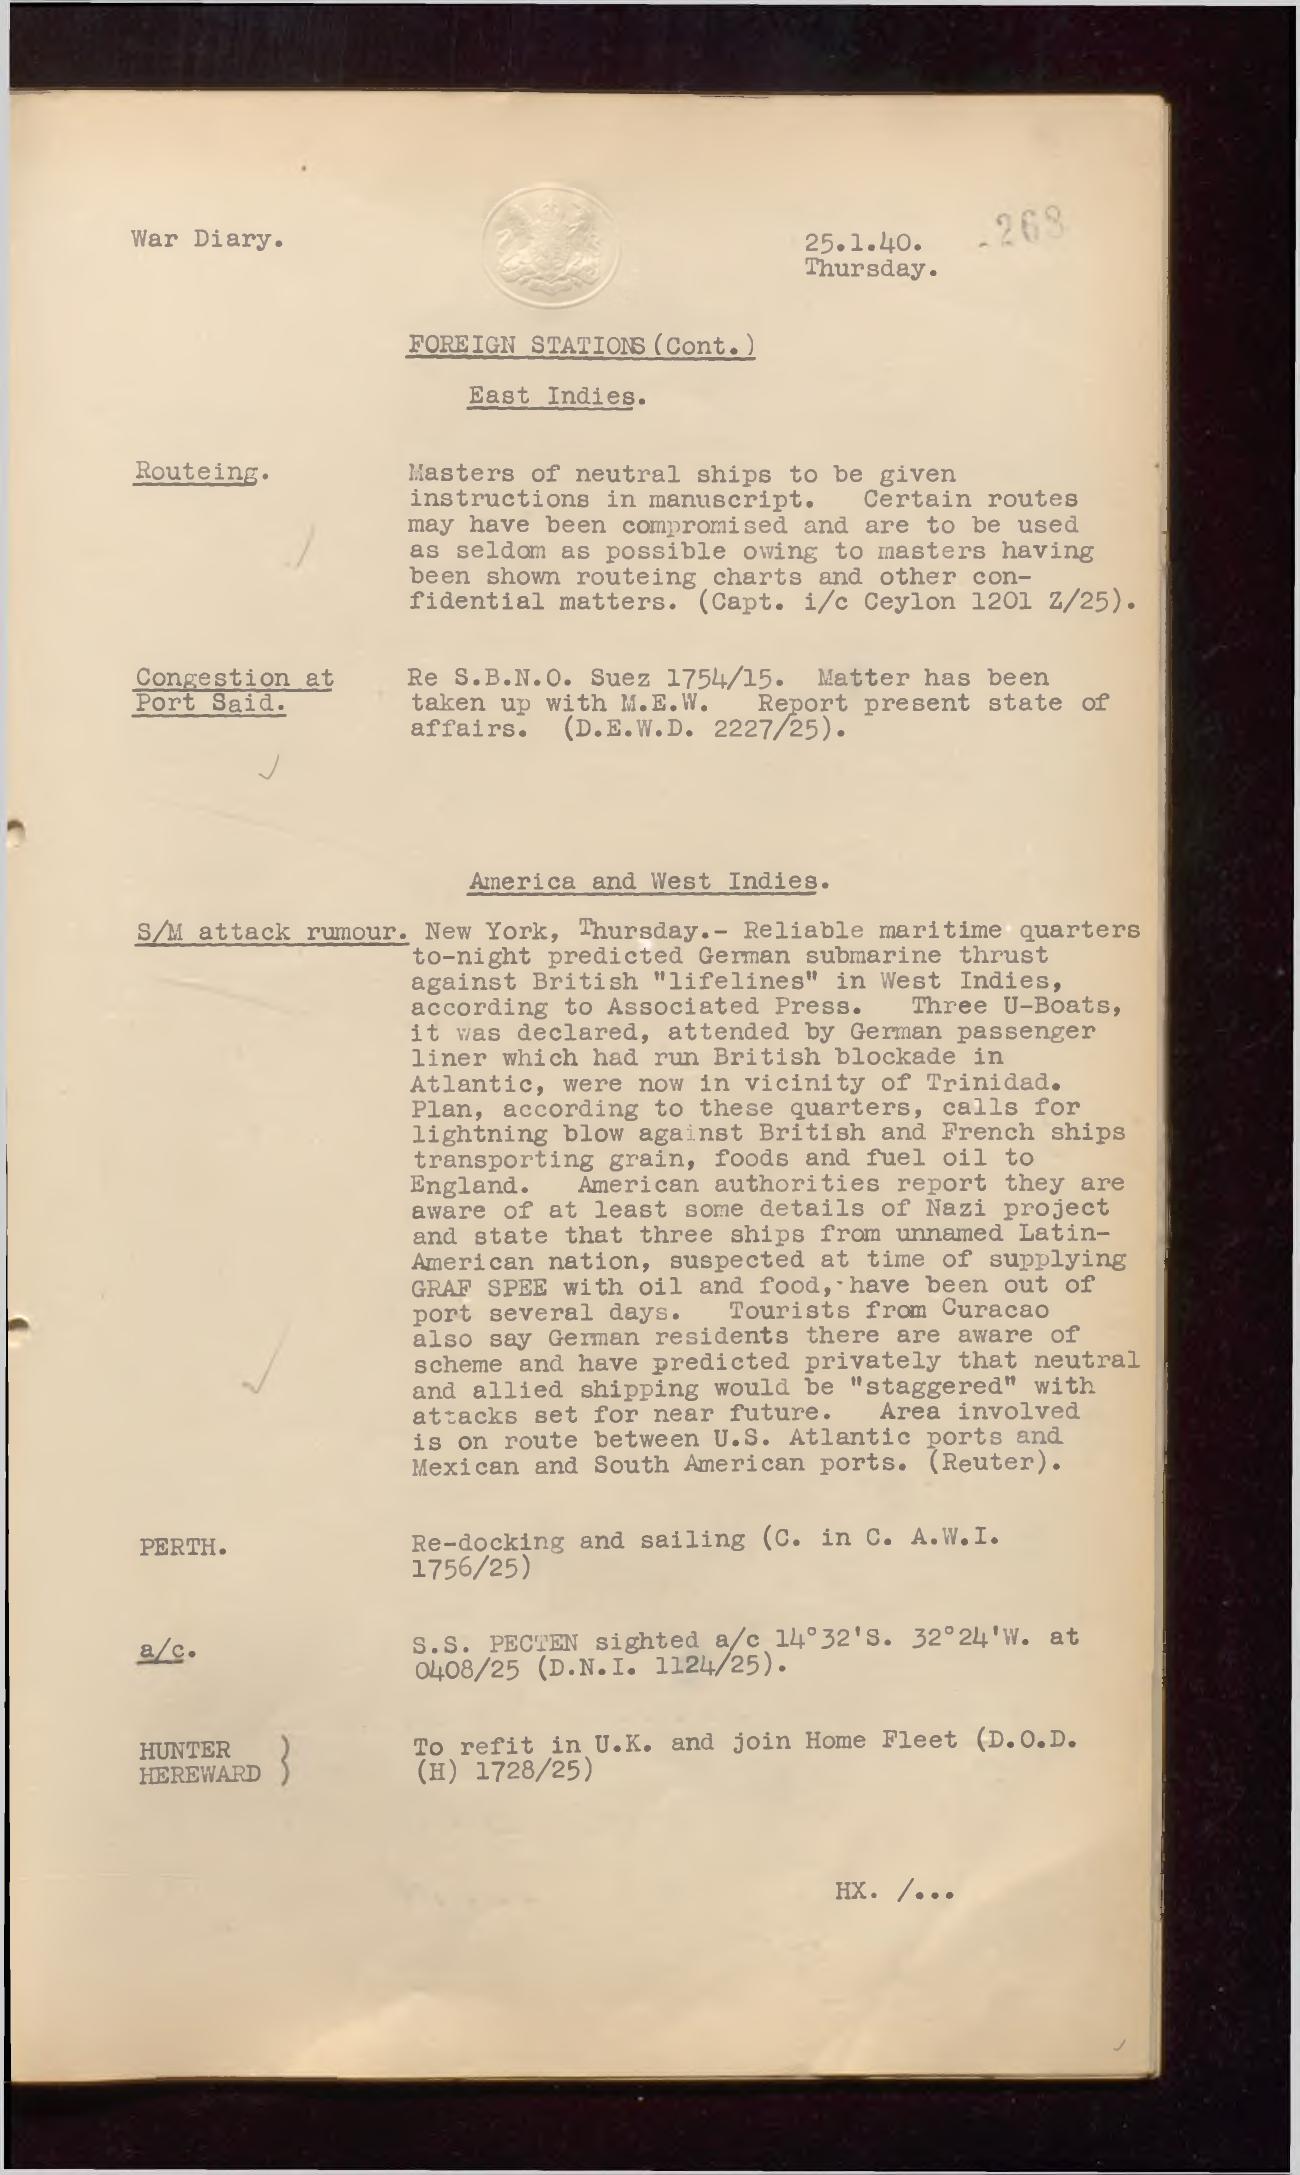 War Diary.
25.1.40.
268
Thursday.
FOREIGN STATIONS (Cont.)
East Indies.
Routeing.
Masters of neutral ships to be given
instructions in manuscript. Certain routes
may have been compromised and are to be used
as seldom as possible owing to masters having
been shown routeing charts and other con-
fidential matters. (Capt. i/c Ceylon 1201 Z/25).
Congestion at
Port Said.
Re S.B.N.O. Suez 1754/15. Matter has been
taken up with M.E.W. Report present state of
affairs. (D.E.W.D. 2227/25).
America and West Indies.
S/M attack rumour. New York, Thursday.- Reliable maritime quarters
to-night predicted German submarine thrust
against British "lifelines" in West Indies,
according to Associated Press. Three U-Boats,
it was declared, attended by German passenger
liner which had run British blockade in
Atlantic, were now in vicinity of Trinidad.
Plan, according to these quarters, calls for
lightning blow against British and French ships
transporting grain, foods and fuel oil to
England. American authorities report they are
aware of at least some details of Nazi project
and state that three ships from unnamed Latin-
American nation, suspected at time of supplying
GRAF SPEE with oil and food, have been out of
port several days. Tourists from Curacao
also say German residents there are aware of
scheme and have predicted privately that neutral
and allied shipping would be "staggered" with
attacks set for near future. Area involved
is on route between U.S. Atlantic ports and
Mexican and South American ports. (Reuter).
PERTH.
Re-docking and sailing (C. in C. A.W.I.
1756/25)
a/c.
S.S. PECTEN sighted a/c 14°32'S. 32°24'W. at
0408/25 (D.N.I. 1124/25).
HUNTER
HEREWARD }
To refit in U.K. and join Home Fleet (D.O.D.
(H) 1728/25)
HX. /...